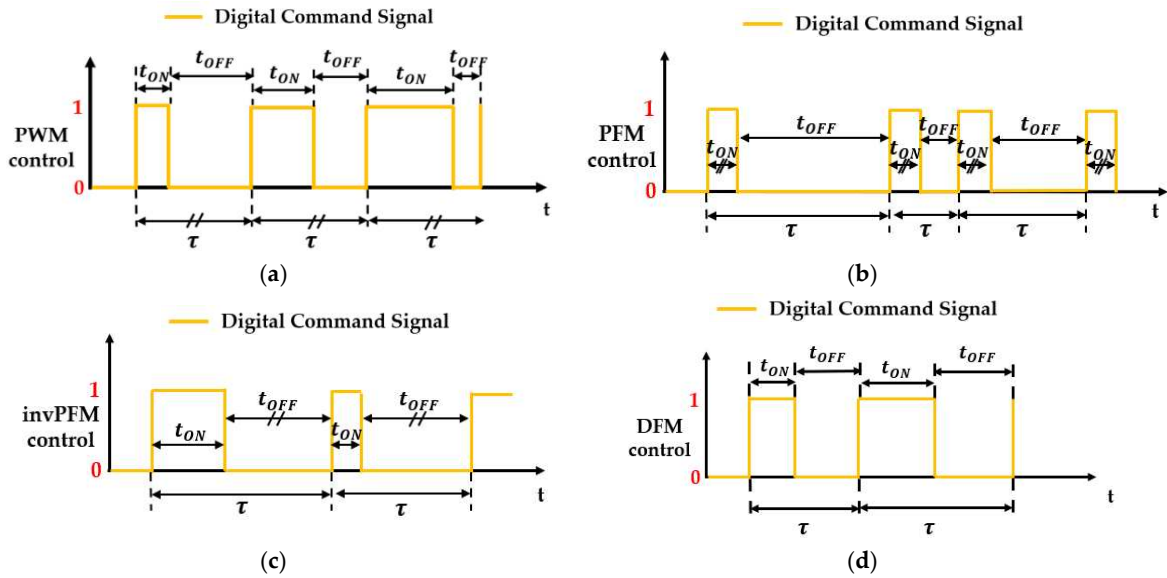 Digital Command Signal
t_OFF t_OFF t_OFF
t_ON t_ON t_ON
1
PWM
control
0
t
τ τ τ
(a)
Digital Command Signal
1
PFM
control
t_OFF t_OFF t_OFF
t_ON t_ON t_ON t_ON
0
t
τ τ τ
(b)
Digital Command Signal
1
invPFM
control
t_OFF t_OFF
t_ON t_ON
0
t
τ τ
(c)
Digital Command Signal
t_ON t_OFF t_ON t_OFF
1
DFM
control
0
t
τ τ
(d)